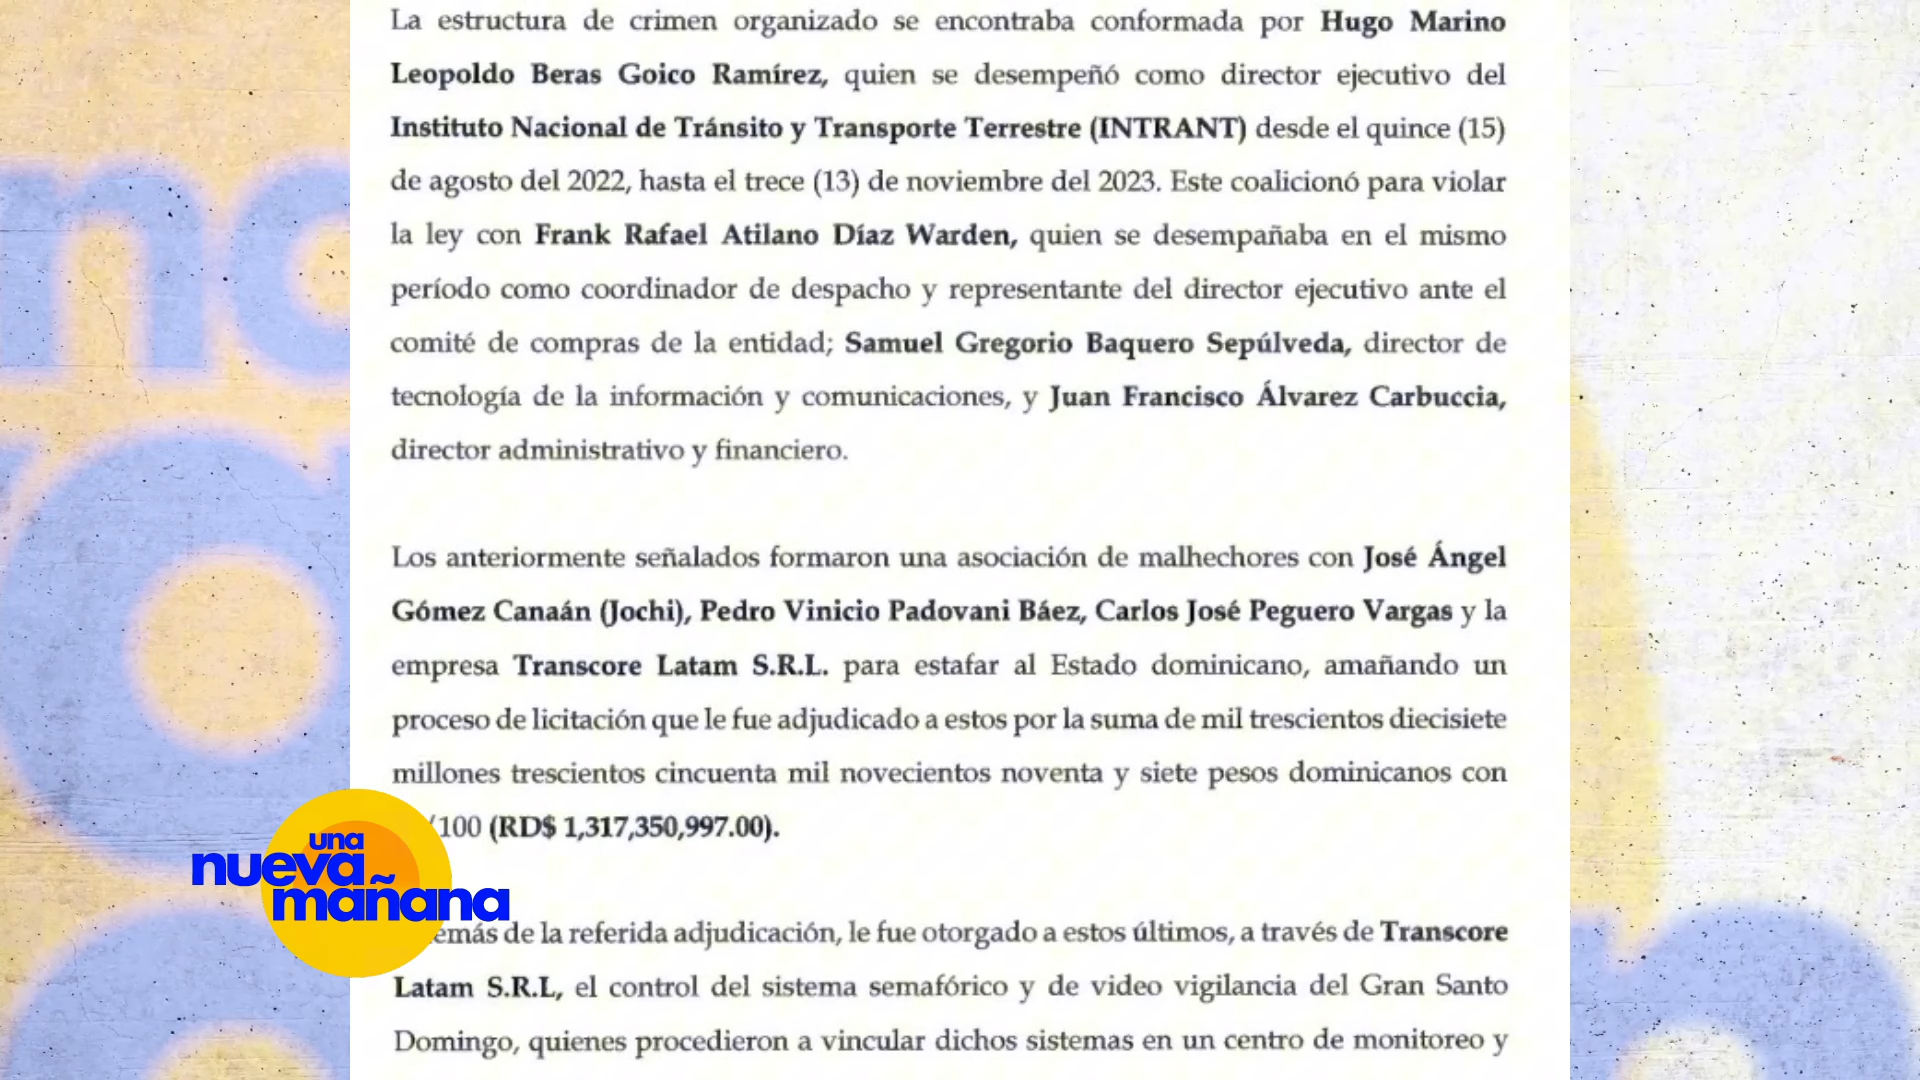 La estructura de crimen organizado se encontraba conformada por Hugo Marino
Leopoldo Beras Goico Ramírez, quien se desempeñó como director ejecutivo del
Instituto Nacional de Tránsito y Transporte Terrestre (INTRANT) desde el quince (15)
de agosto del 2022, hasta el trece (13) de noviembre del 2023. Este coalicionó para violar
la ley con Frank Rafael Atilano Díaz Warden, quien se desempañaba en el mismo
período como coordinador de despacho y representante del director ejecutivo ante el
comité de compras de la entidad; Samuel Gregorio Baquero Sepúlveda, director de
tecnología de la información y comunicaciones, y Juan Francisco Álvarez Carbuccia,
director administrativo y financiero.
Los anteriormente señalados formaron una asociación de malhechores con José Ángel
Gómez Canaán (Jochi), Pedro Vinicio Padovani Báez, Carlos José Peguero Vargas y la
empresa Transcore Latam S.R.L. para estafar al Estado dominicano, amañando un
proceso de licitación que le fue adjudicado a estos por la suma de mil trescientos diecisiete
millones trescientos cincuenta mil novecientos noventa y siete pesos dominicanos con
/100 (RD$ 1,317,350,997.00).
emás de la referida adjudicación, le fue otorgado a estos últimos, a través de Transcore
Latam S.R.L, el control del sistema semafórico y de video vigilancia del Gran Santo
Domingo, quienes procedieron a vincular dichos sistemas en un centro de monitoreo y
una
nueva
mañana